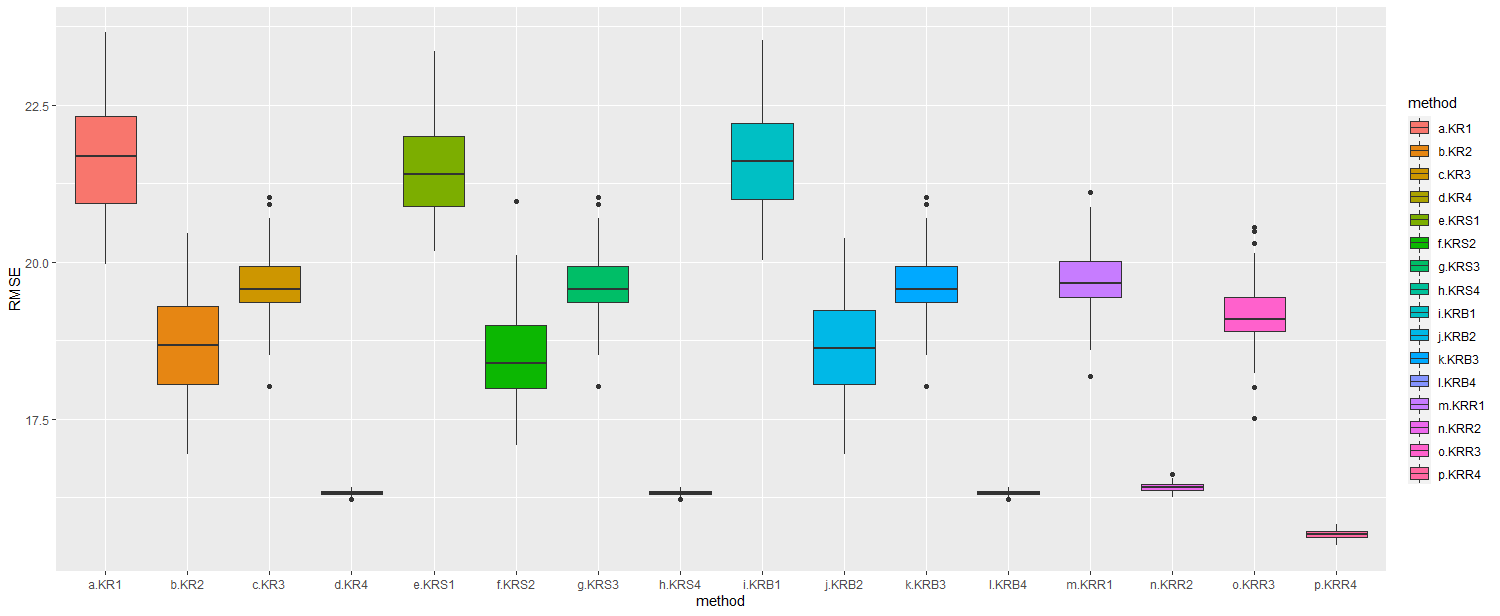 RMSE
22.5
20.0
17.5
a.KR1
b.KR2
c.KR3
d.KR4
e.KRS1
f.KRS2
g.KRS3
h.KRS4
i.KRB1
j.KRB2
k.KRB3
l.KRB4
m.KRR1
n.KRR2
o.KRR3
p.KRR4
method
method
a.KR1
b.KR2
c.KR3
d.KR4
e.KRS1
f.KRS2
g.KRS3
h.KRS4
i.KRB1
j.KRB2
k.KRB3
l.KRB4
m.KRR1
n.KRR2
o.KRR3
p.KRR4